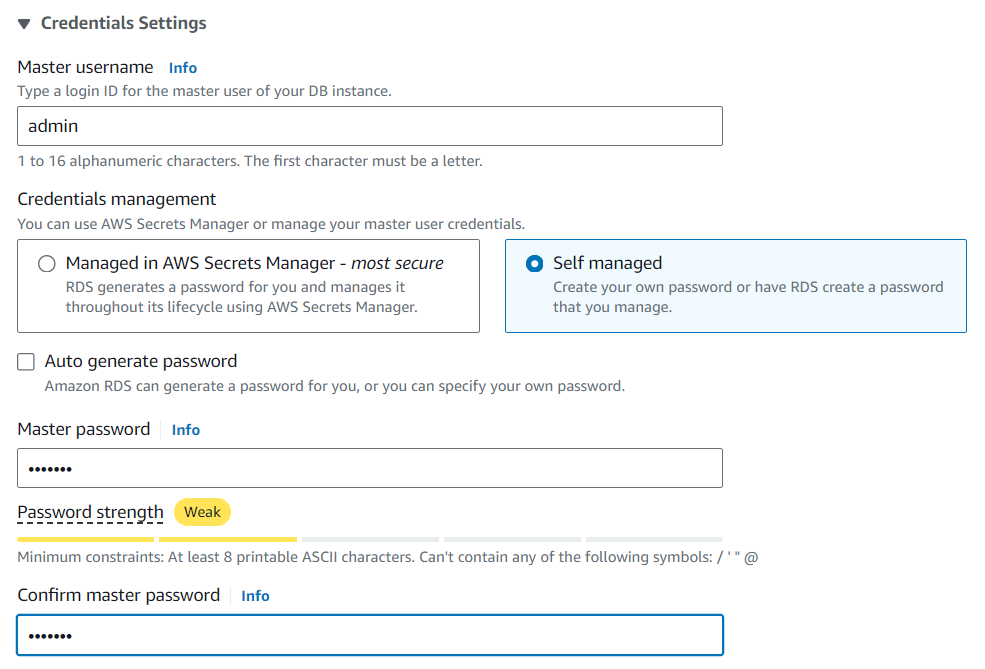 Credentials Settings
Master username Info
Type a login ID for the master user of your DB instance.
admin
1 to 16 alphanumeric characters. The first character must be a letter.
Credentials management
You can use AWS Secrets Manager or manage your master user credentials.
Managed in AWS Secrets Manager - most secure
RDS generates a password for you and manages it
throughout its lifecycle using AWS Secrets Manager.
Self managed
Create your own password or have RDS create a password
that you manage.
Auto generate password
Amazon RDS can generate a password for you, or you can specify your own password.
Master password Info
•••••••
Password strength Weak
Minimum constraints: At least 8 printable ASCII characters. Can't contain any of the following symbols: / ' " @
Confirm master password Info
•••••••